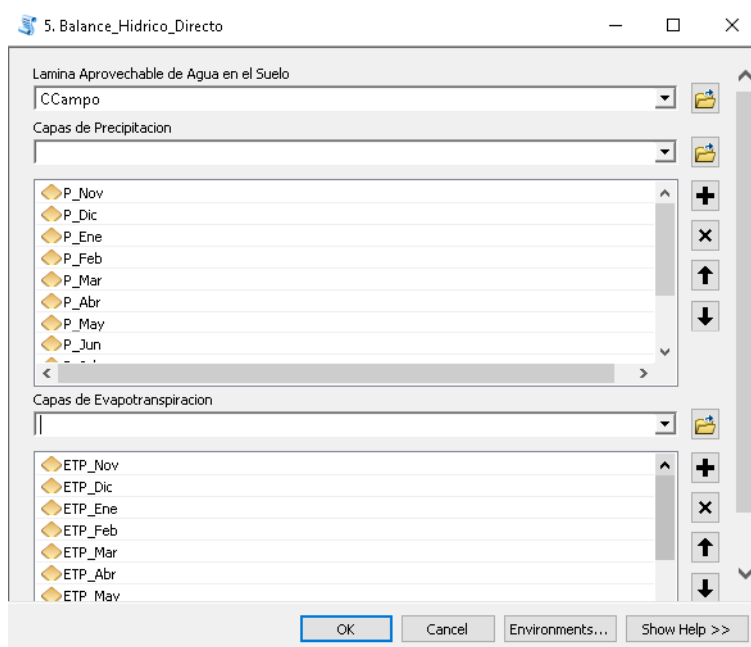 5. Balance_Hidrico_Directo
Lamina Aprovechable de Agua en el Suelo
CCampo
Capas de Precipitacion
P_Nov
P_Dic
P_Ene
P_Feb
P_Mar
P_Abr
P_May
P_Jun
Capas de Evapotranspiracion
ETP_Nov
ETP_Dic
ETP_Ene
ETP_Feb
ETP_Mar
ETP_Abr
ETP_May
OK Cancel Environments... Show Help >>